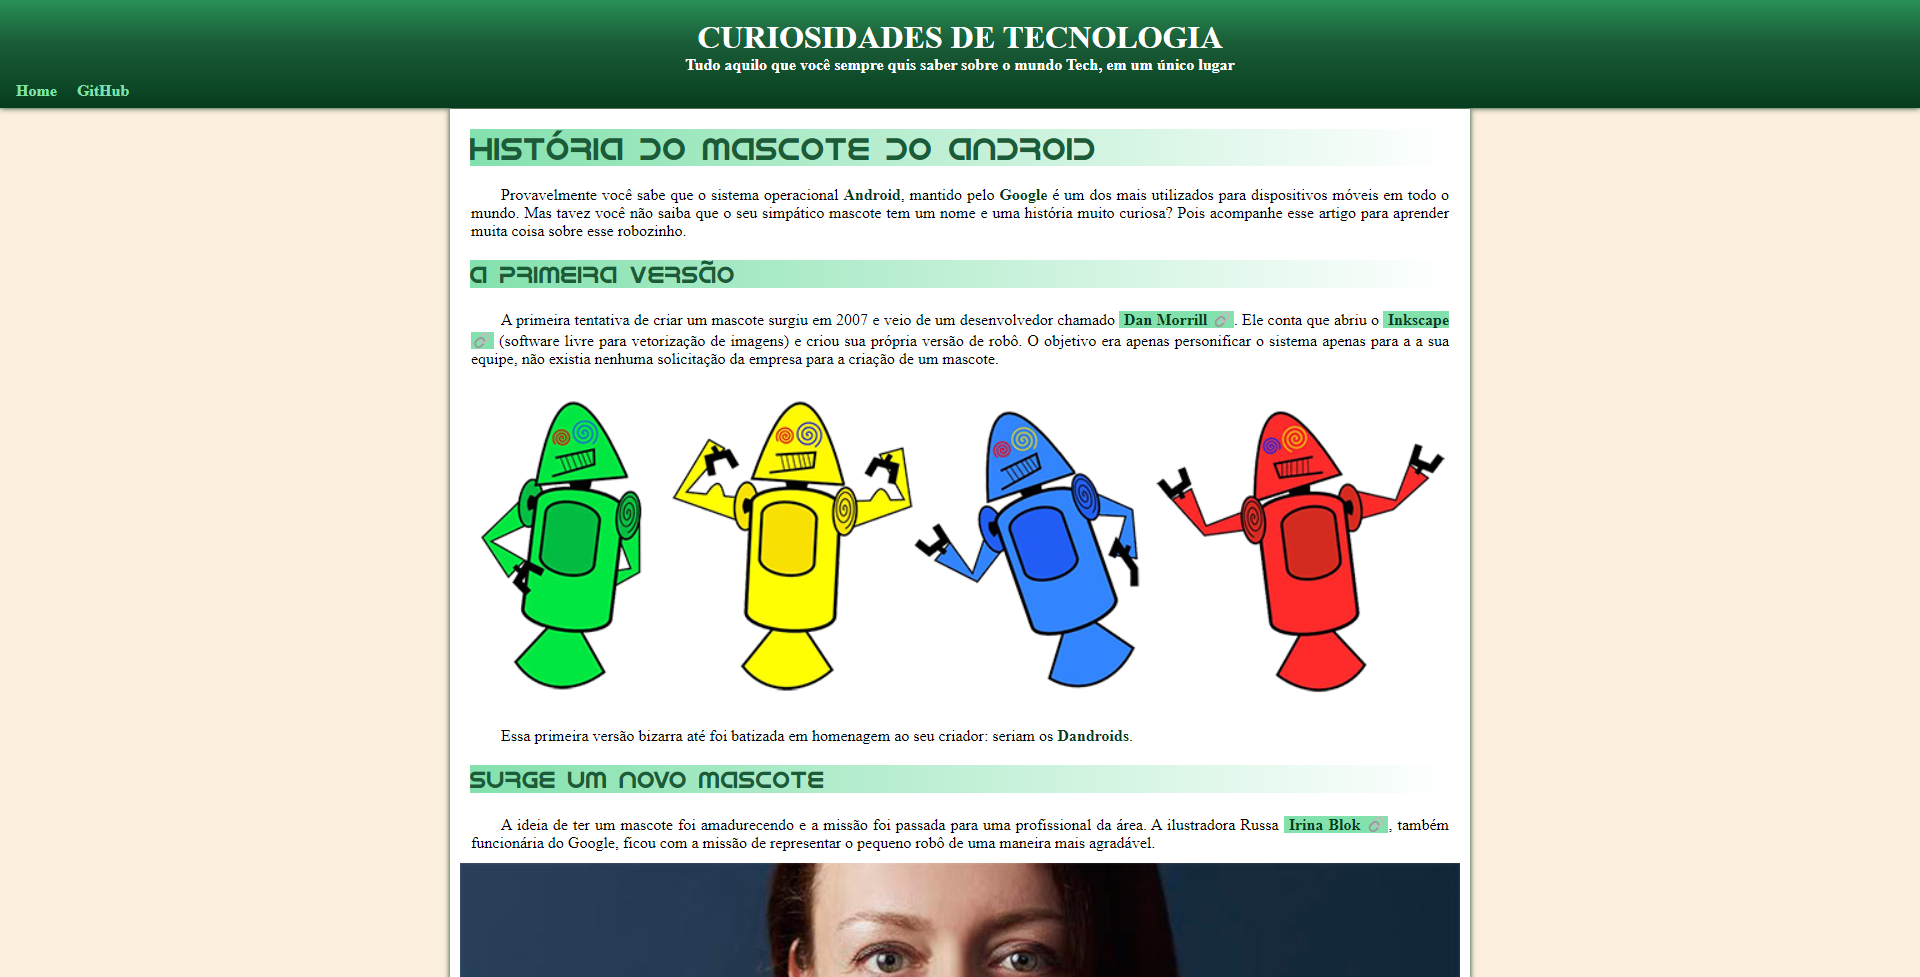 CURIOSIDADES DE TECNOLOGIA
Tudo aquilo que você sempre quis saber sobre o mundo Tech, em um único lugar
Home GitHub
HISTÓRIA DO MASCOTE DO ANDROID
Provavelmente você sabe que o sistema operacional Android, mantido pelo Google é um dos mais utilizados para dispositivos móveis em todo o
mundo. Mas tavez você não saiba que o seu simpático mascote tem um nome e uma história muito curiosa? Pois acompanhe esse artigo para aprender
muita coisa sobre esse robozinho.
A PRIMEIRA VERSÃO
A primeira tentativa de criar um mascote surgiu em 2007 e veio de um desenvolvedor chamado Dan Morrill. Ele conta que abriu o Inkscape
(software livre para vetorização de imagens) e criou sua própria versão de robô. O objetivo era apenas personificar o sistema apenas para a a sua
equipe, não existia nenhuma solicitação da empresa para a criação de um mascote.
Essa primeira versão bizarra até foi batizada em homenagem ao seu criador: seriam os Dandroids.
SURGE UM NOVO MASCOTE
A ideia de ter um mascote foi amadurecendo e a missão foi passada para uma profissional da área. A ilustradora Russa Irina Blok, também
funcionária do Google, ficou com a missão de representar o pequeno robô de uma maneira mais agradável.